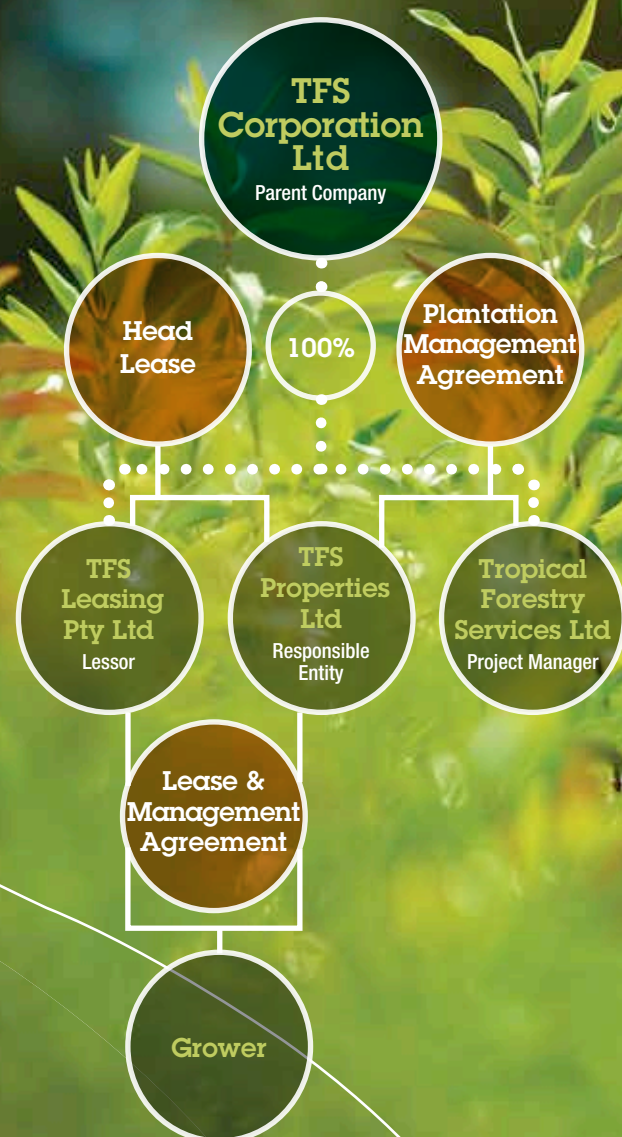 TFS
Corporation
Ltd
Parent Company
Head
Lease
100%
Plantation
Management
Agreement
TFS
Leasing
Pty Ltd
Lessor
TFS
Properties
Ltd
Responsible
Entity
Tropical
Forestry
Services Ltd
Project Manager
Lease &
Management
Agreement
Grower